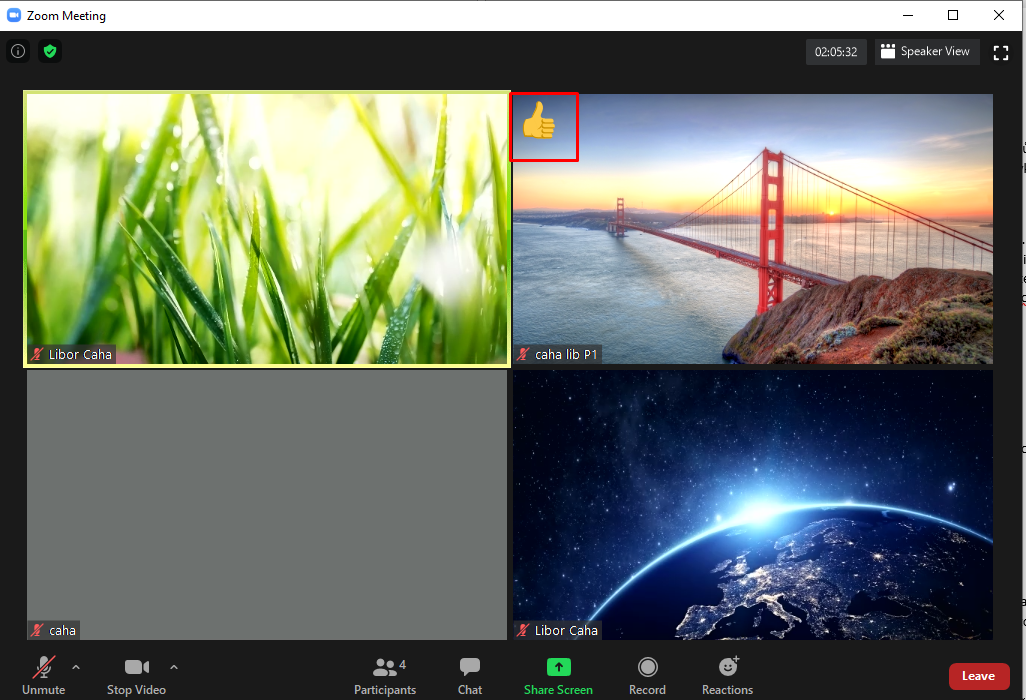 Zoom Meeting
02:05:32
Speaker View
Libor Caha
caha lib P1
caha
Libor Caha
Unmute
Stop Video
4
Participants
Chat
Share Screen
Record
Reactions
Leave